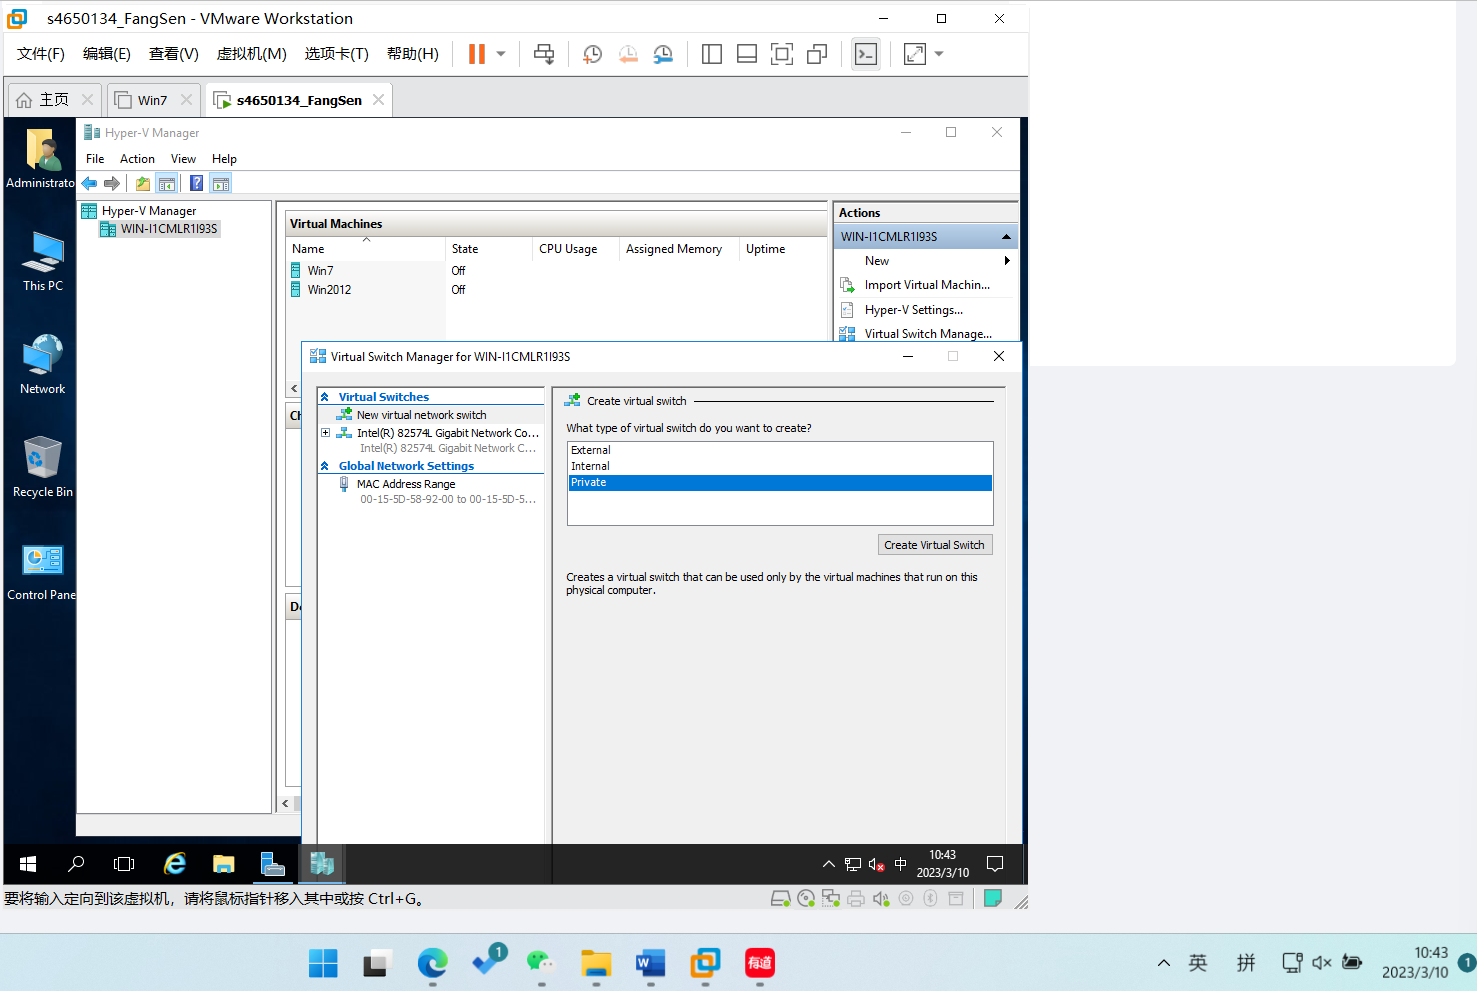 s4650134_FangSen - VMware Workstation
文件(F) 编辑(E) 查看(V) 虚拟机(M) 选项卡(T) 帮助(H)
主页 Win7 s4650134_FangSen
Hyper-V Manager
File Action View Help
Administrato
This PC
Network
Recycle Bin
Control Pane
Hyper-V Manager
WIN-I1CMLR1I93S
Virtual Machines
Name State CPU Usage Assigned Memory Uptime
Win7 Off
Win2012 Off
Actions
WIN-I1CMLR1I93S
New
Import Virtual Machin...
Hyper-V Settings...
Virtual Switch Manage...
Virtual Switch Manager for WIN-I1CMLR1I93S
Virtual Switches
New virtual network switch
Intel(R) 82574L Gigabit Network Co...
Intel(R) 82574L Gigabit Network C...
Global Network Settings
MAC Address Range
00-15-5D-58-92-00 to 00-15-5D-5...
Create virtual switch
What type of virtual switch do you want to create?
External
Internal
Private
Create Virtual Switch
Creates a virtual switch that can be used only by the virtual machines that run on this
physical computer.
中
10:43
2023/3/10
要将输入定向到该虚拟机，请将鼠标指针移入其中或按 Ctrl+G。
1
W
有道
英 拼
10:43
2023/3/10
1